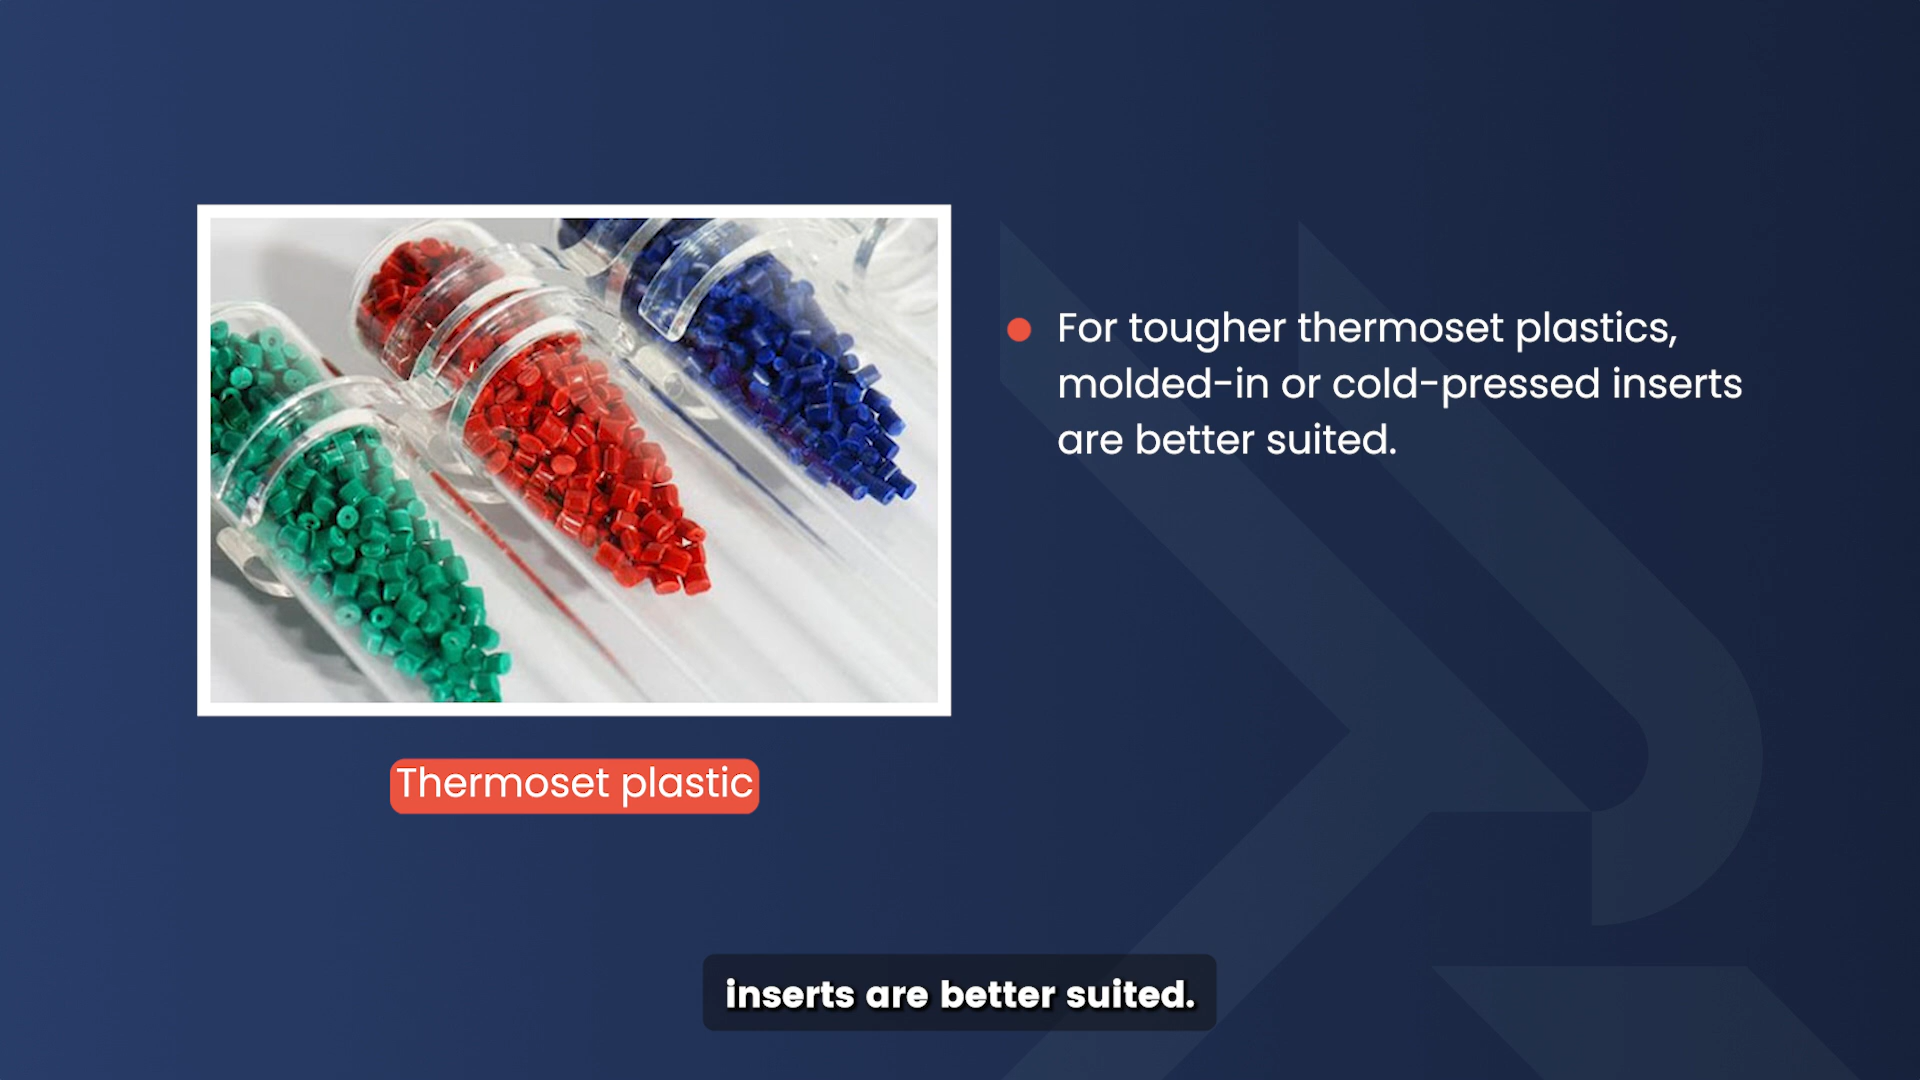 For tougher thermoset plastics,
molded-in or cold-pressed inserts
are better suited.
Thermoset plastic
inserts are better suited.